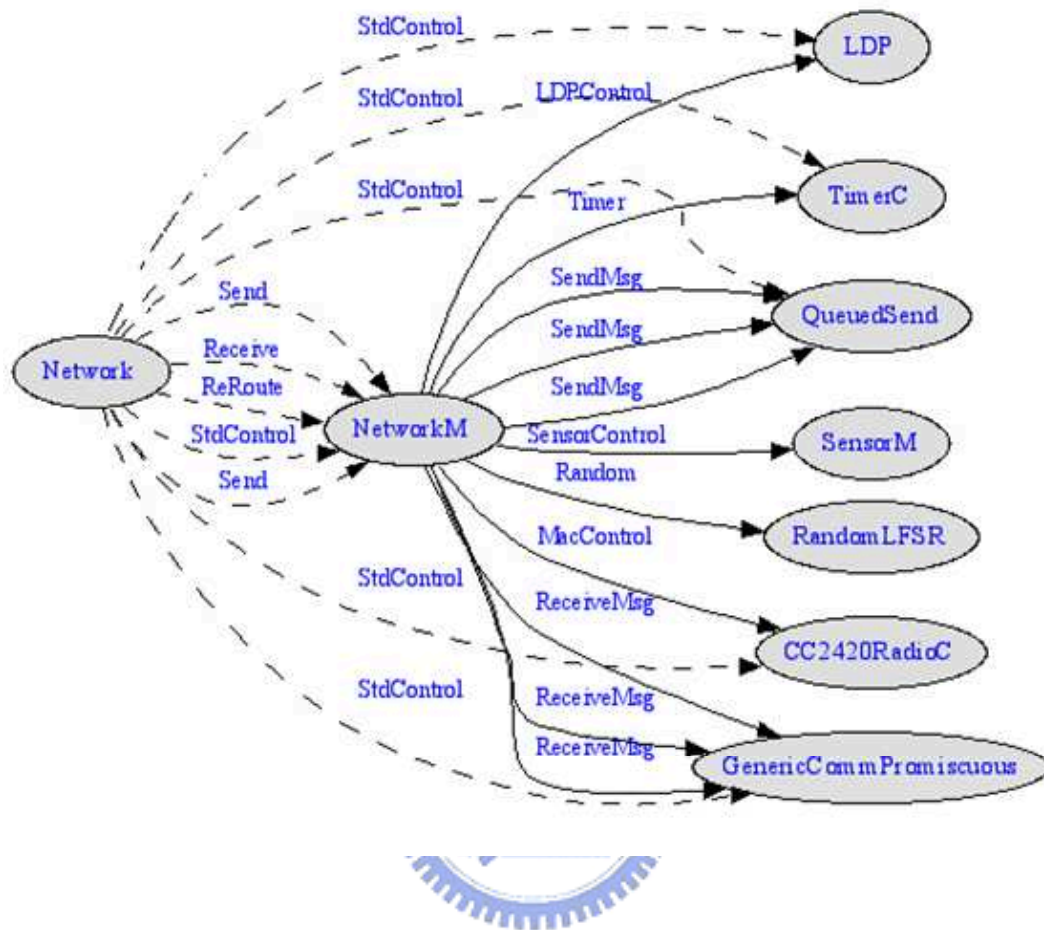 StdControl
LDP
StdControl
LDPControl
StdControl
Timer
TimerC
Send
SendMsg
QueuedSend
SendMsg
Network
Receive
ReRoute
SendMsg
StdControl
NetworkM
SensorControl
SensorM
Send
Random
RandomLFSR
MacControl
StdControl
ReceiveMsg
CC2420RadioC
StdControl
ReceiveMsg
ReceiveMsg
GenericCommPromiscuous